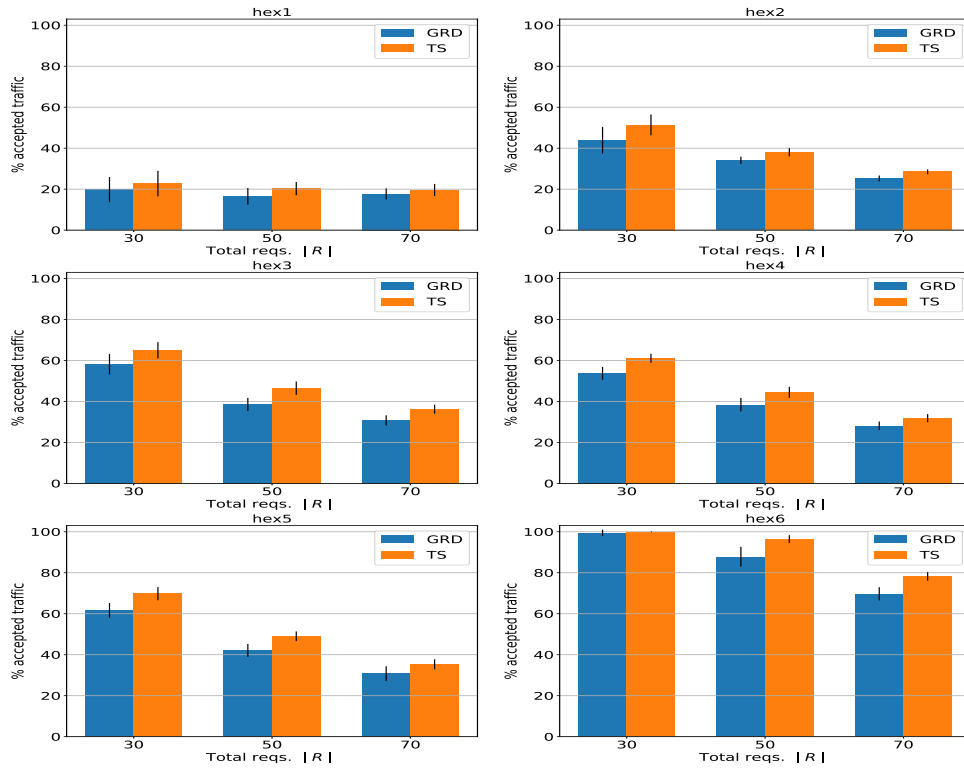 hex1
% accepted traffic
100
80
60
40
20
0
GRD
TS
30
50
70
Total reqs. | R |
hex2
% accepted traffic
100
80
60
40
20
0
GRD
TS
30
50
70
Total reqs. | R |
hex3
% accepted traffic
100
80
60
40
20
0
GRD
TS
30
50
70
Total reqs. | R |
hex4
% accepted traffic
100
80
60
40
20
0
GRD
TS
30
50
70
Total reqs. | R |
hex5
% accepted traffic
100
80
60
40
20
0
GRD
TS
30
50
70
Total reqs. | R |
hex6
% accepted traffic
100
80
60
40
20
0
GRD
TS
30
50
70
Total reqs. | R |